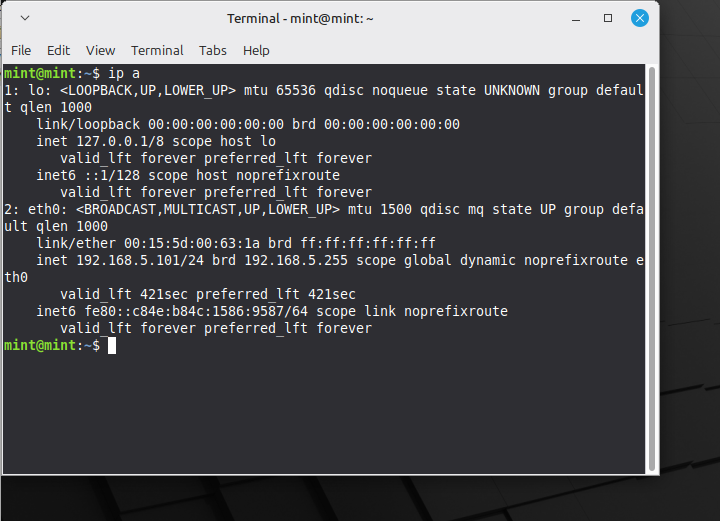 Terminal - mint@mint: ~
File Edit View Terminal Tabs Help
mint@mint:~$ ip a
1: lo: <LOOPBACK,UP,LOWER_UP> mtu 65536 qdisc noqueue state UNKNOWN group defaul
t qlen 1000
    link/loopback 00:00:00:00:00:00 brd 00:00:00:00:00:00
    inet 127.0.0.1/8 scope host lo
       valid_lft forever preferred_lft forever
    inet6 ::1/128 scope host noprefixroute
       valid_lft forever preferred_lft forever
2: eth0: <BROADCAST,MULTICAST,UP,LOWER_UP> mtu 1500 qdisc mq state UP group defa
ult qlen 1000
    link/ether 00:15:5d:00:63:1a brd ff:ff:ff:ff:ff:ff
    inet 192.168.5.101/24 brd 192.168.5.255 scope global dynamic noprefixroute e
th0
       valid_lft 421sec preferred_lft 421sec
    inet6 fe80::c84e:b84c:1586:9587/64 scope link noprefixroute
       valid_lft forever preferred_lft forever
mint@mint:~$